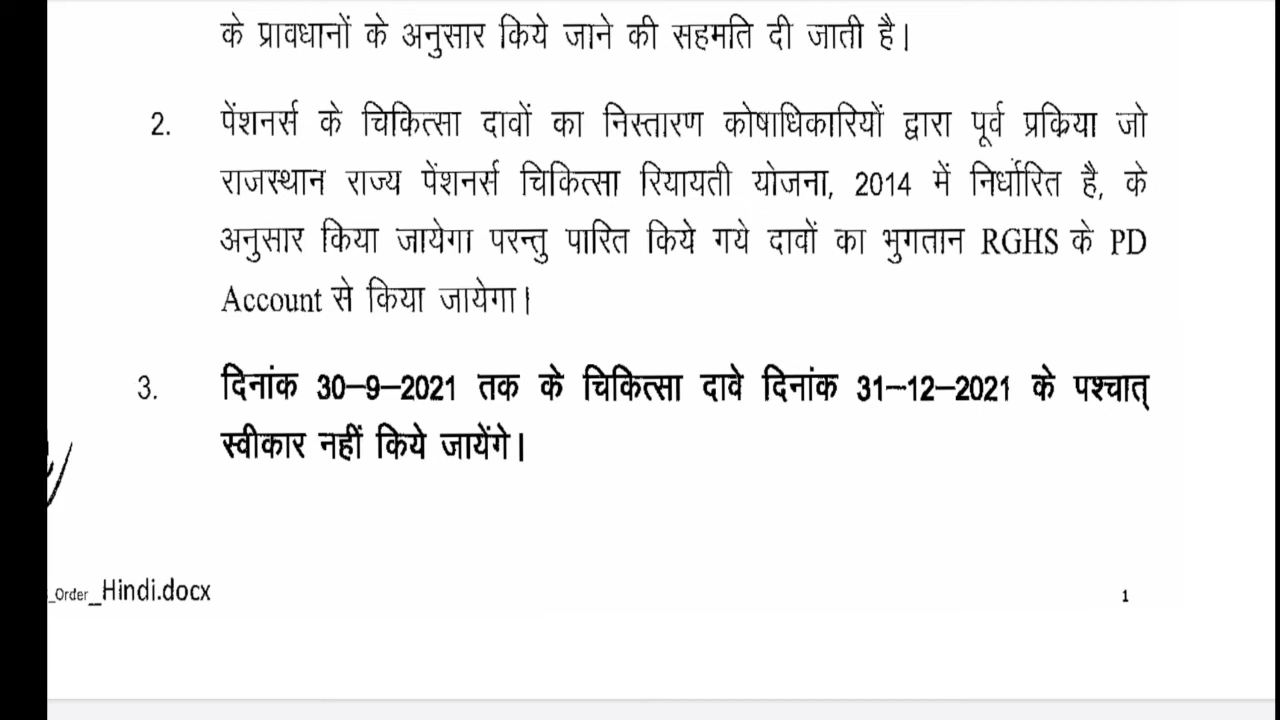 के प्रावधानों के अनुसार किये जाने की सहमति दी जाती है।
2. पेंशनर्स के चिकित्सा दावों का निस्तारण कोषाधिकारियों द्वारा पूर्व प्रकिया जो
राजस्थान राज्य पेंशनर्स चिकित्सा रियायती योजना, 2014 में निर्धारित है, के
अनुसार किया जायेगा परन्तु पारित किये गये दावों का भुगतान RGHS के PD
Account से किया जायेगा।
3. दिनांक 30–9–2021 तक के चिकित्सा दावे दिनांक 31–12–2021 के पश्चात्
स्वीकार नहीं किये जायेंगे।
_Order_Hindi.docx 1